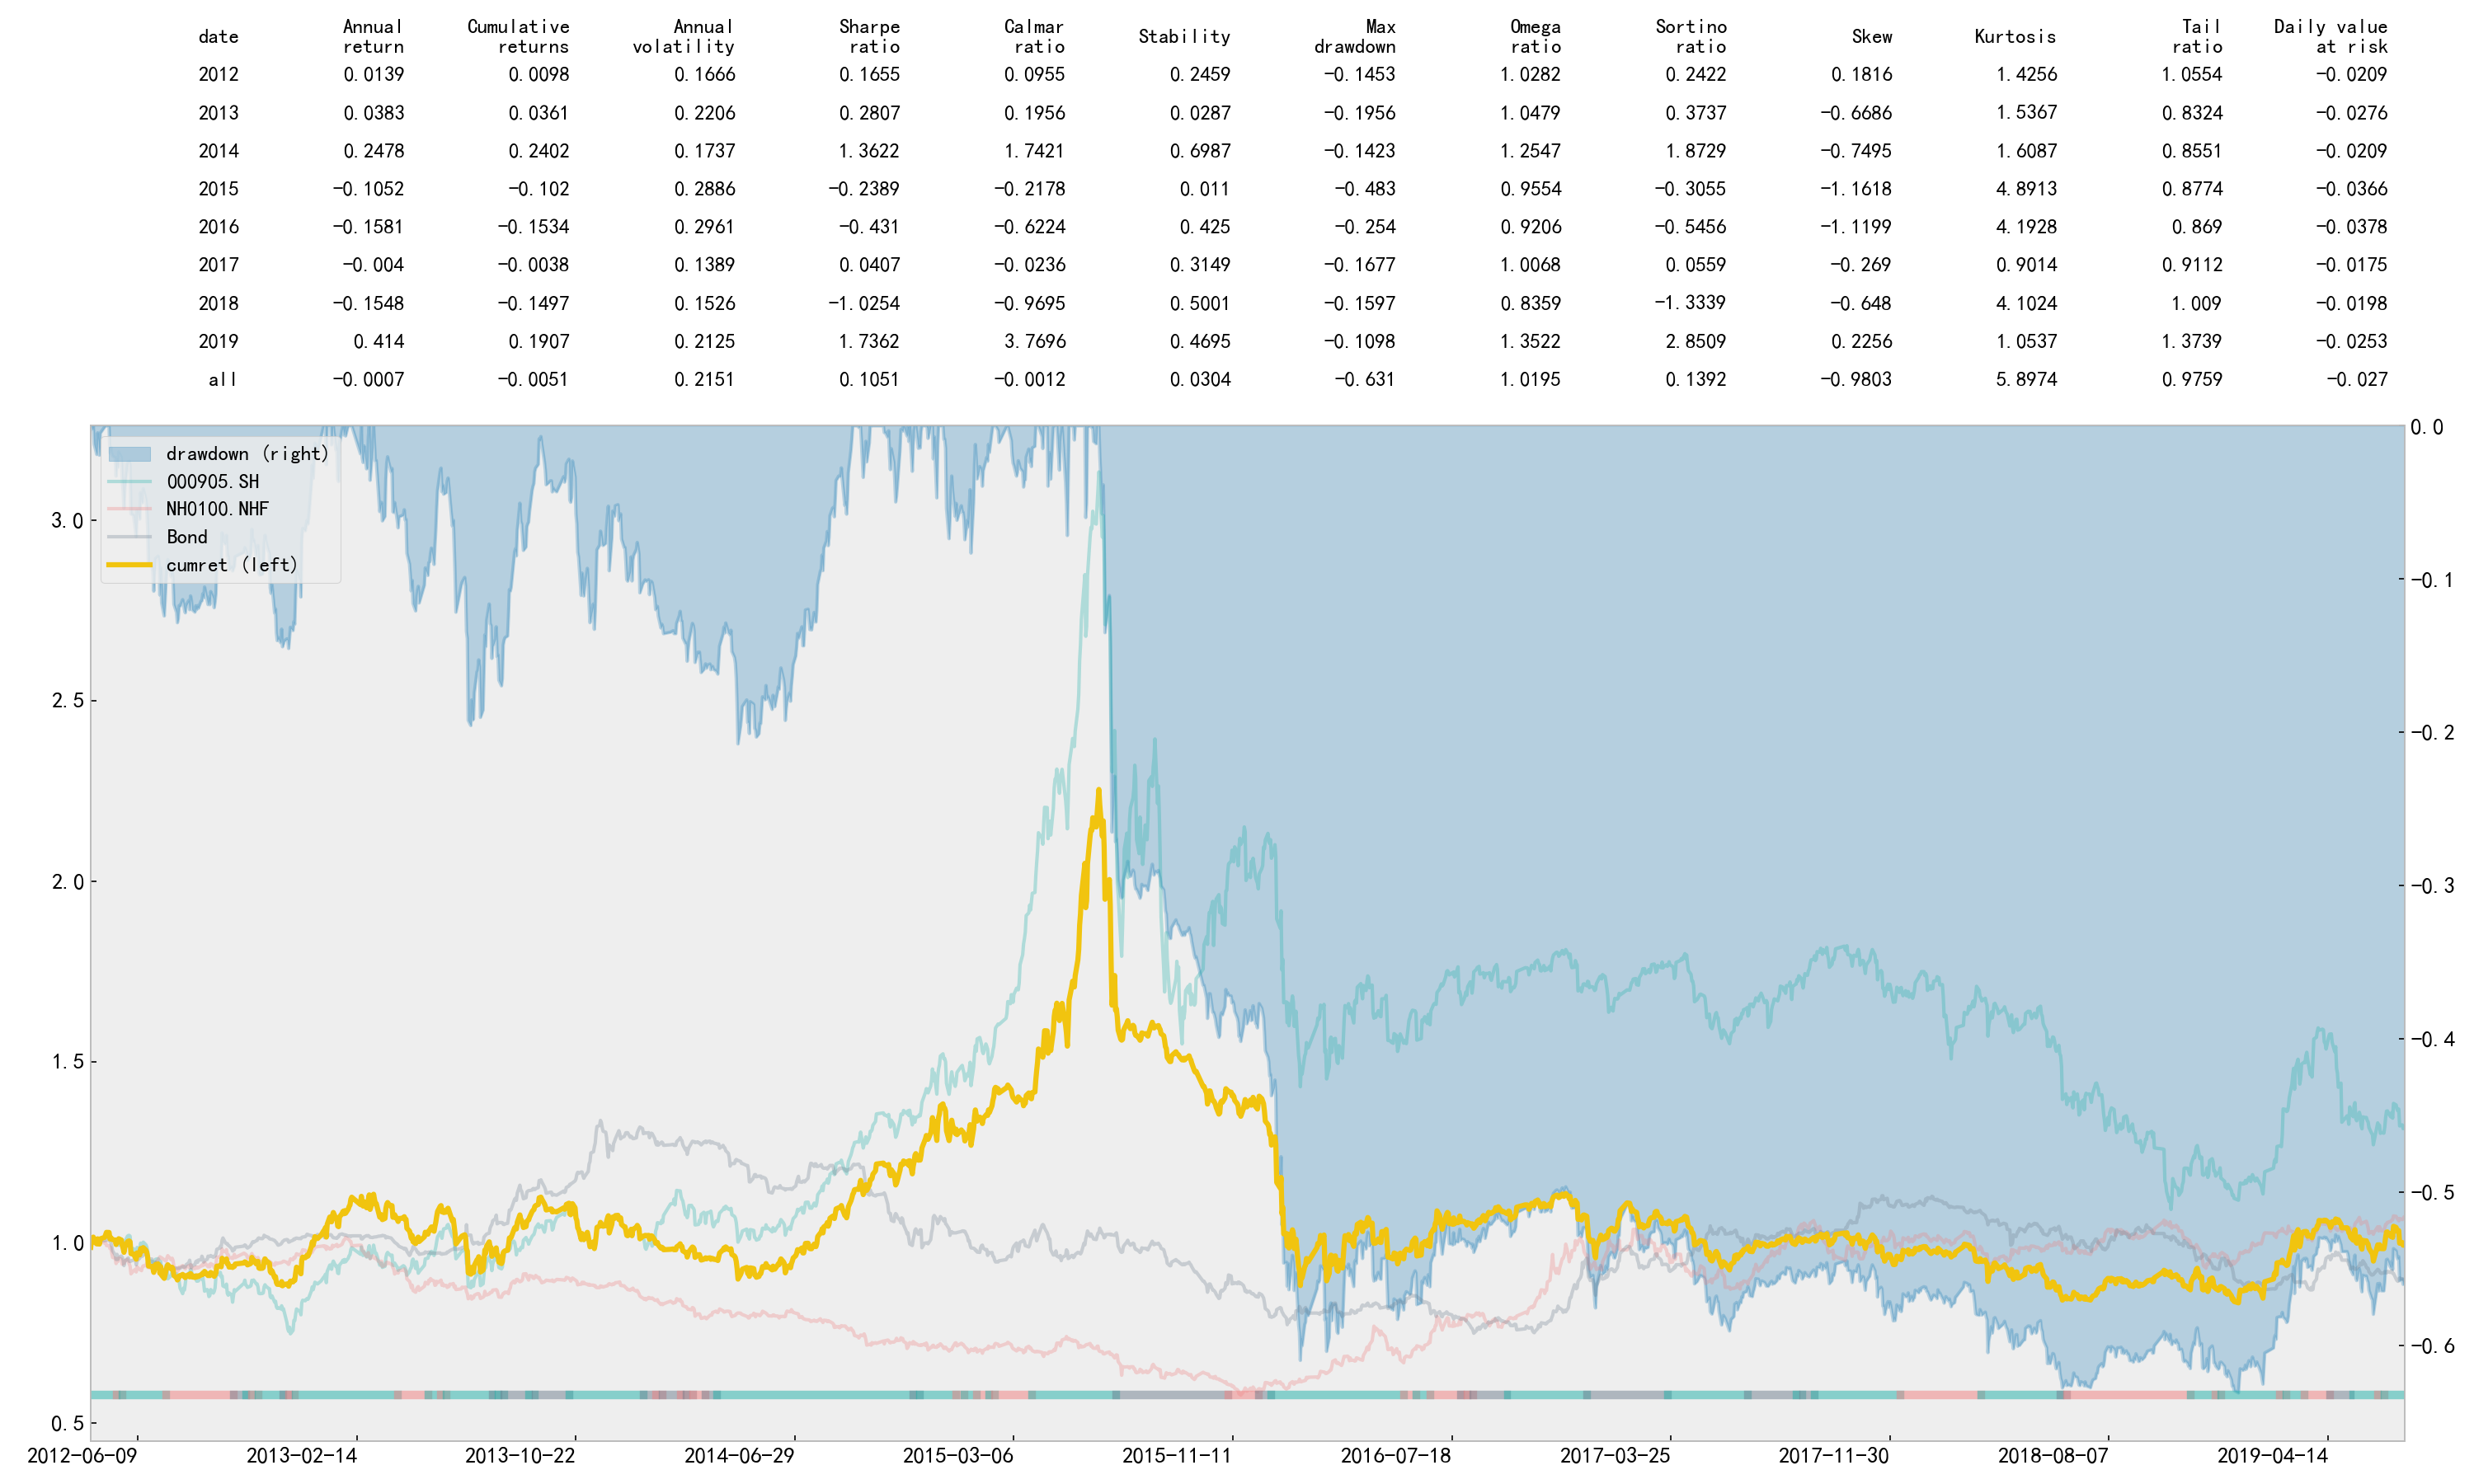 date Annual return Cumulative returns Annual volatility Sharpe ratio Calmar ratio Stability Max drawdown Omega ratio Sortino ratio Skew Kurtosis Tail ratio Daily value at risk
2012 0.0139 0.0098 0.1666 0.1655 0.0955 0.2459 -0.1453 1.0282 0.2422 0.1816 1.4256 1.0554 -0.0209
2013 0.0383 0.0361 0.2206 0.2807 0.1956 0.0287 -0.1956 1.0479 0.3737 -0.6686 1.5367 0.8324 -0.0276
2014 0.2478 0.2402 0.1737 1.3622 1.7421 0.6987 -0.1423 1.2547 1.8729 -0.7495 1.6087 0.8551 -0.0209
2015 -0.1052 -0.102 0.2886 -0.2389 -0.2178 0.011 -0.483 0.9554 -0.3055 -1.1618 4.8913 0.8774 -0.0366
2016 -0.1581 -0.1534 0.2961 -0.431 -0.6224 0.425 -0.254 0.9206 -0.5456 -1.1199 4.1928 0.869 -0.0378
2017 -0.004 -0.0038 0.1389 0.0407 -0.0236 0.3149 -0.1677 1.0068 0.0559 -0.269 0.9014 0.9112 -0.0175
2018 -0.1548 -0.1497 0.1526 -1.0254 -0.9695 0.5001 -0.1597 0.8359 -1.3339 -0.648 4.1024 1.009 -0.0198
2019 0.414 0.1907 0.2125 1.7362 3.7696 0.4695 -0.1098 1.3522 2.8509 0.2256 1.0537 1.3739 -0.0253
all -0.0007 -0.0051 0.2151 0.1051 -0.0012 0.0304 -0.631 1.0195 0.1392 -0.9803 5.8974 0.9759 -0.027
drawdown (right)
000905.SH
NH0100.NHF
Bond
cumret (left)
3.0
2.5
2.0
1.5
1.0
0.5
0.0
-0.1
-0.2
-0.3
-0.4
-0.5
-0.6
2012-06-09 2013-02-14 2013-10-22 2014-06-29 2015-03-06 2015-11-11 2016-07-18 2017-03-25 2017-11-30 2018-08-07 2019-04-14